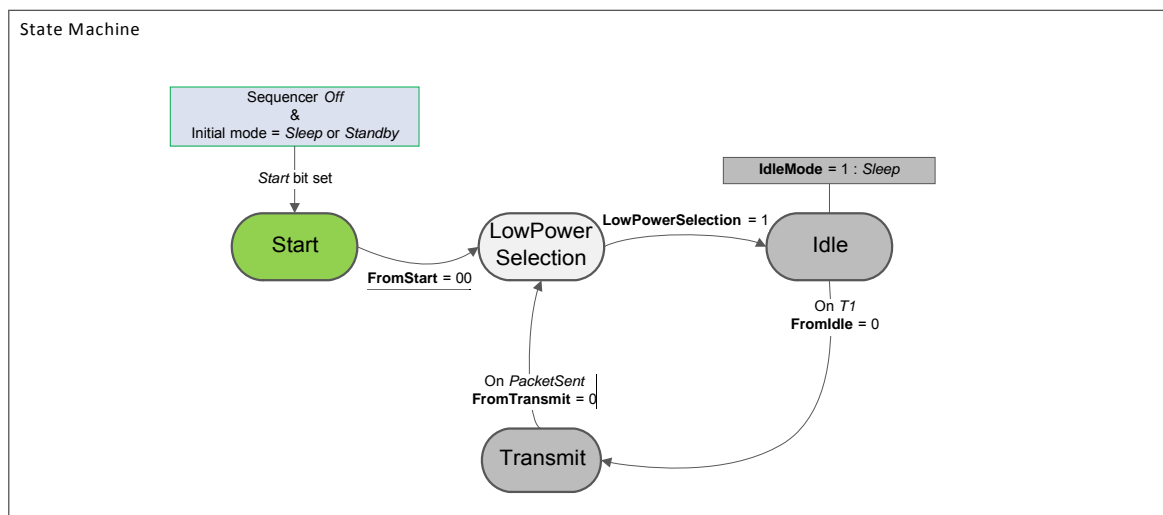 State Machine
Sequencer Off
&
Initial mode = Sleep or Standby
Start bit set
IdleMode = 1 : Sleep
Start
LowPower
Selection
LowPowerSelection = 1
Idle
FromStart = 00
On T1
FromIdle = 0
On PacketSent
FromTransmit = 0
Transmit